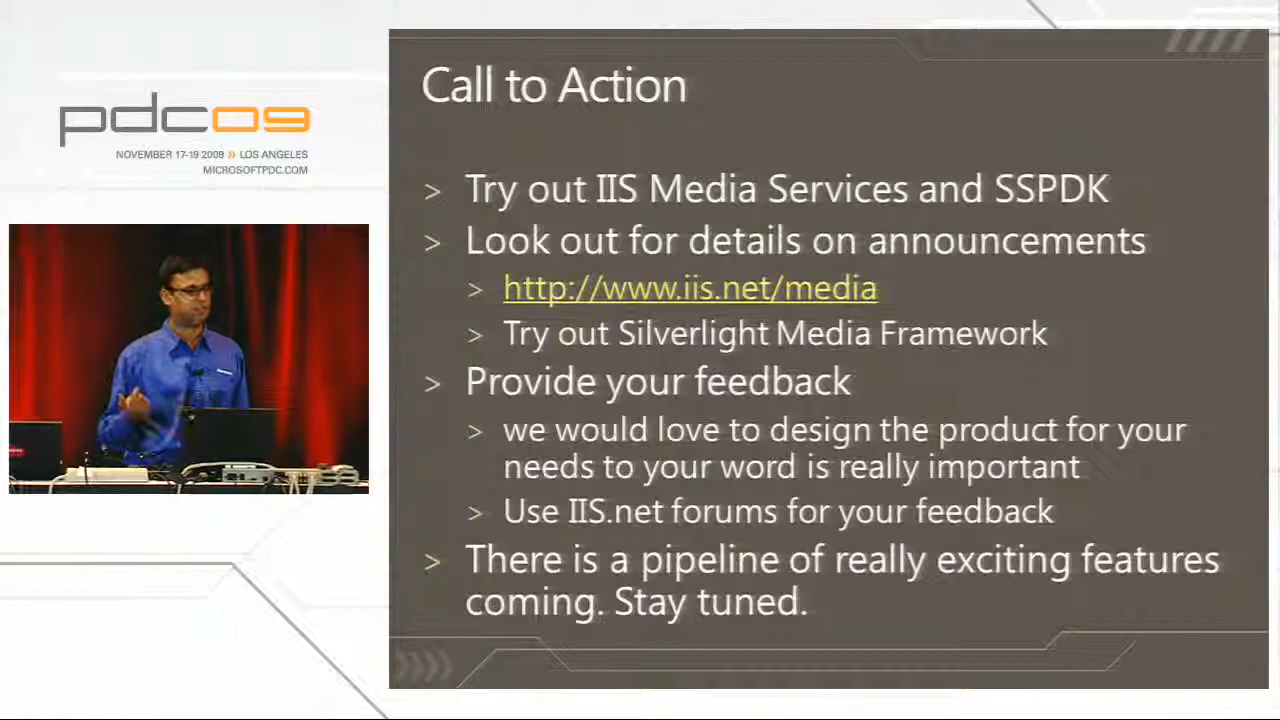 pdc09
NOVEMBER 17-19 2009 » LOS ANGELES
MICROSOFTPDC.COM
Call to Action
> Try out IIS Media Services and SSPDK
> Look out for details on announcements
> http://www.iis.net/media
> Try out Silverlight Media Framework
> Provide your feedback
> we would love to design the product for your
needs to your word is really important
> Use IIS.net forums for your feedback
> There is a pipeline of really exciting features
coming. Stay tuned.